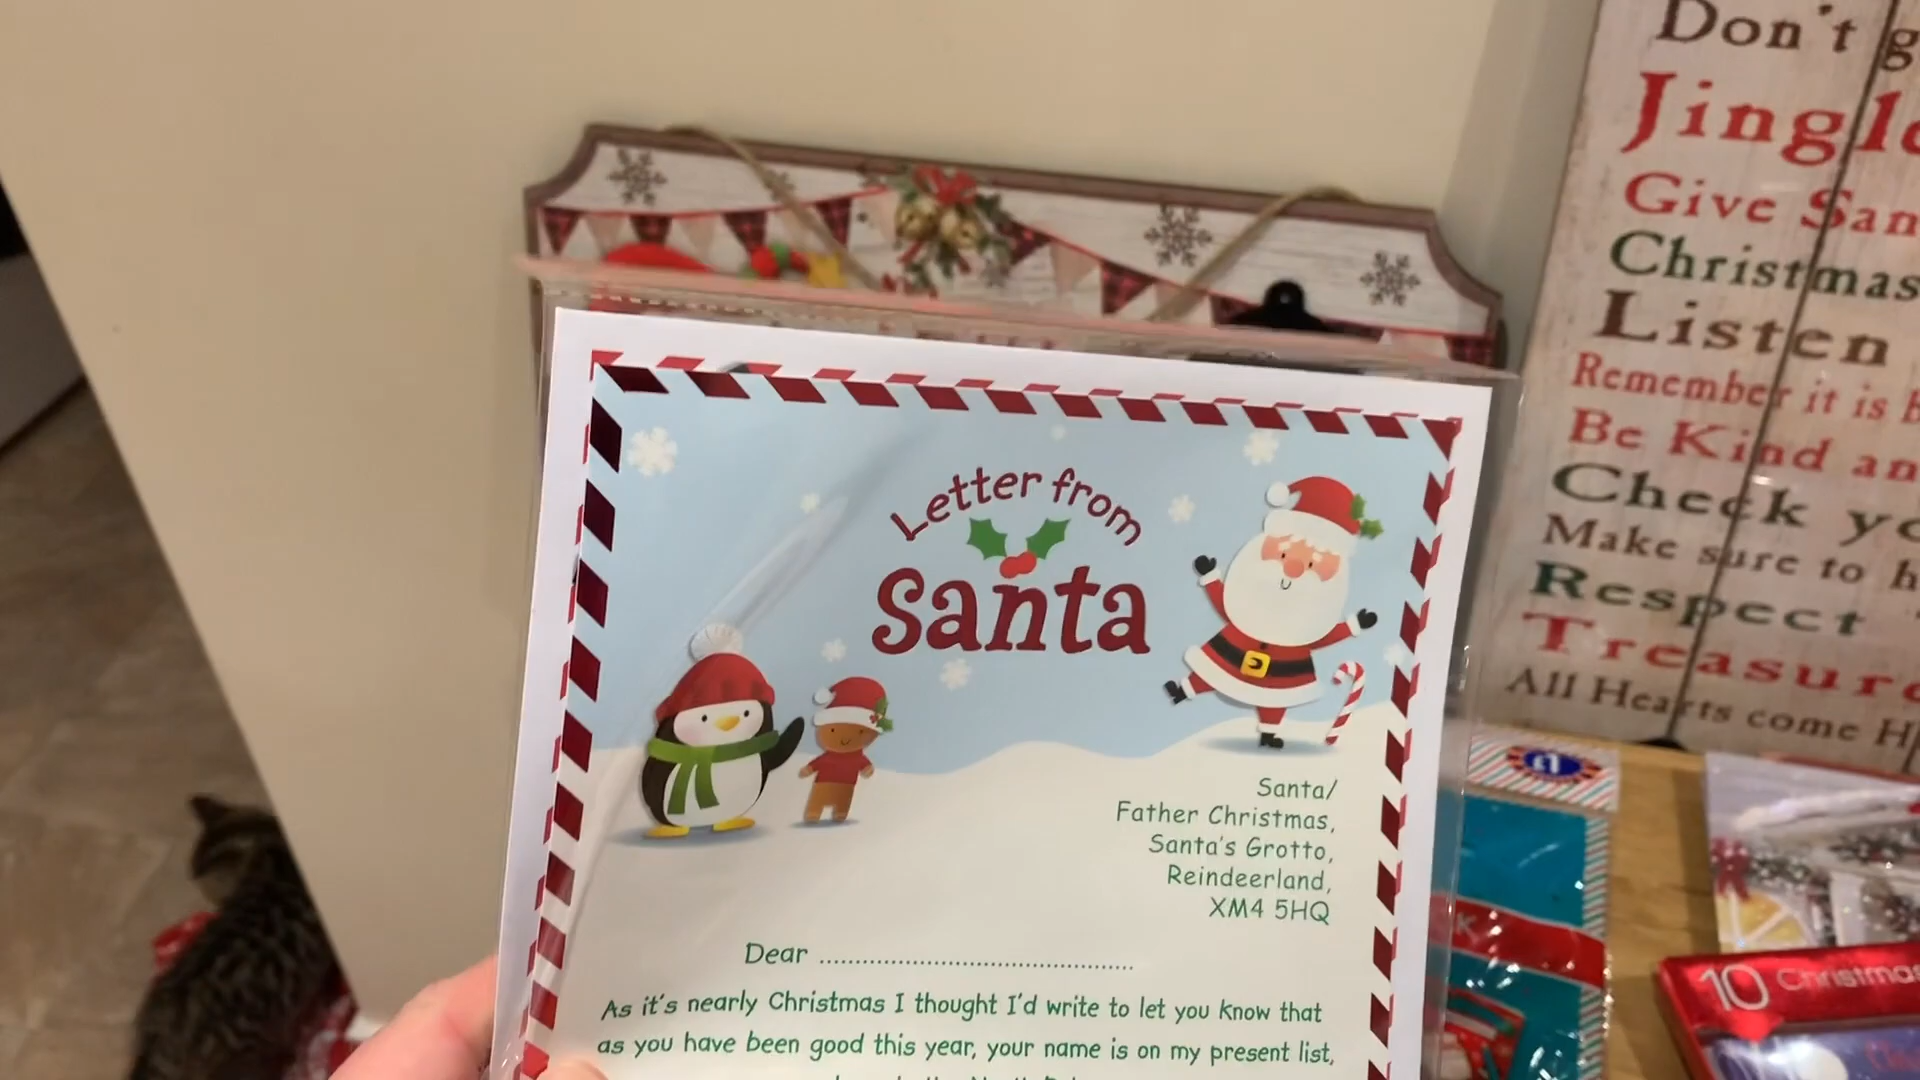 Letter from
Santa
Santa/
Father Christmas,
Santa's Grotto,
Reindeerland,
XM4 5HQ
Dear ......................................
As it's nearly Christmas I thought I'd write to let you know that
as you have been good this year, your name is on my present list,
Don't
Give
Christmas
Listen
Remember it is
Be Kind
Check
Make sure to
Respect
All Hearts come
£1
10 Christmas